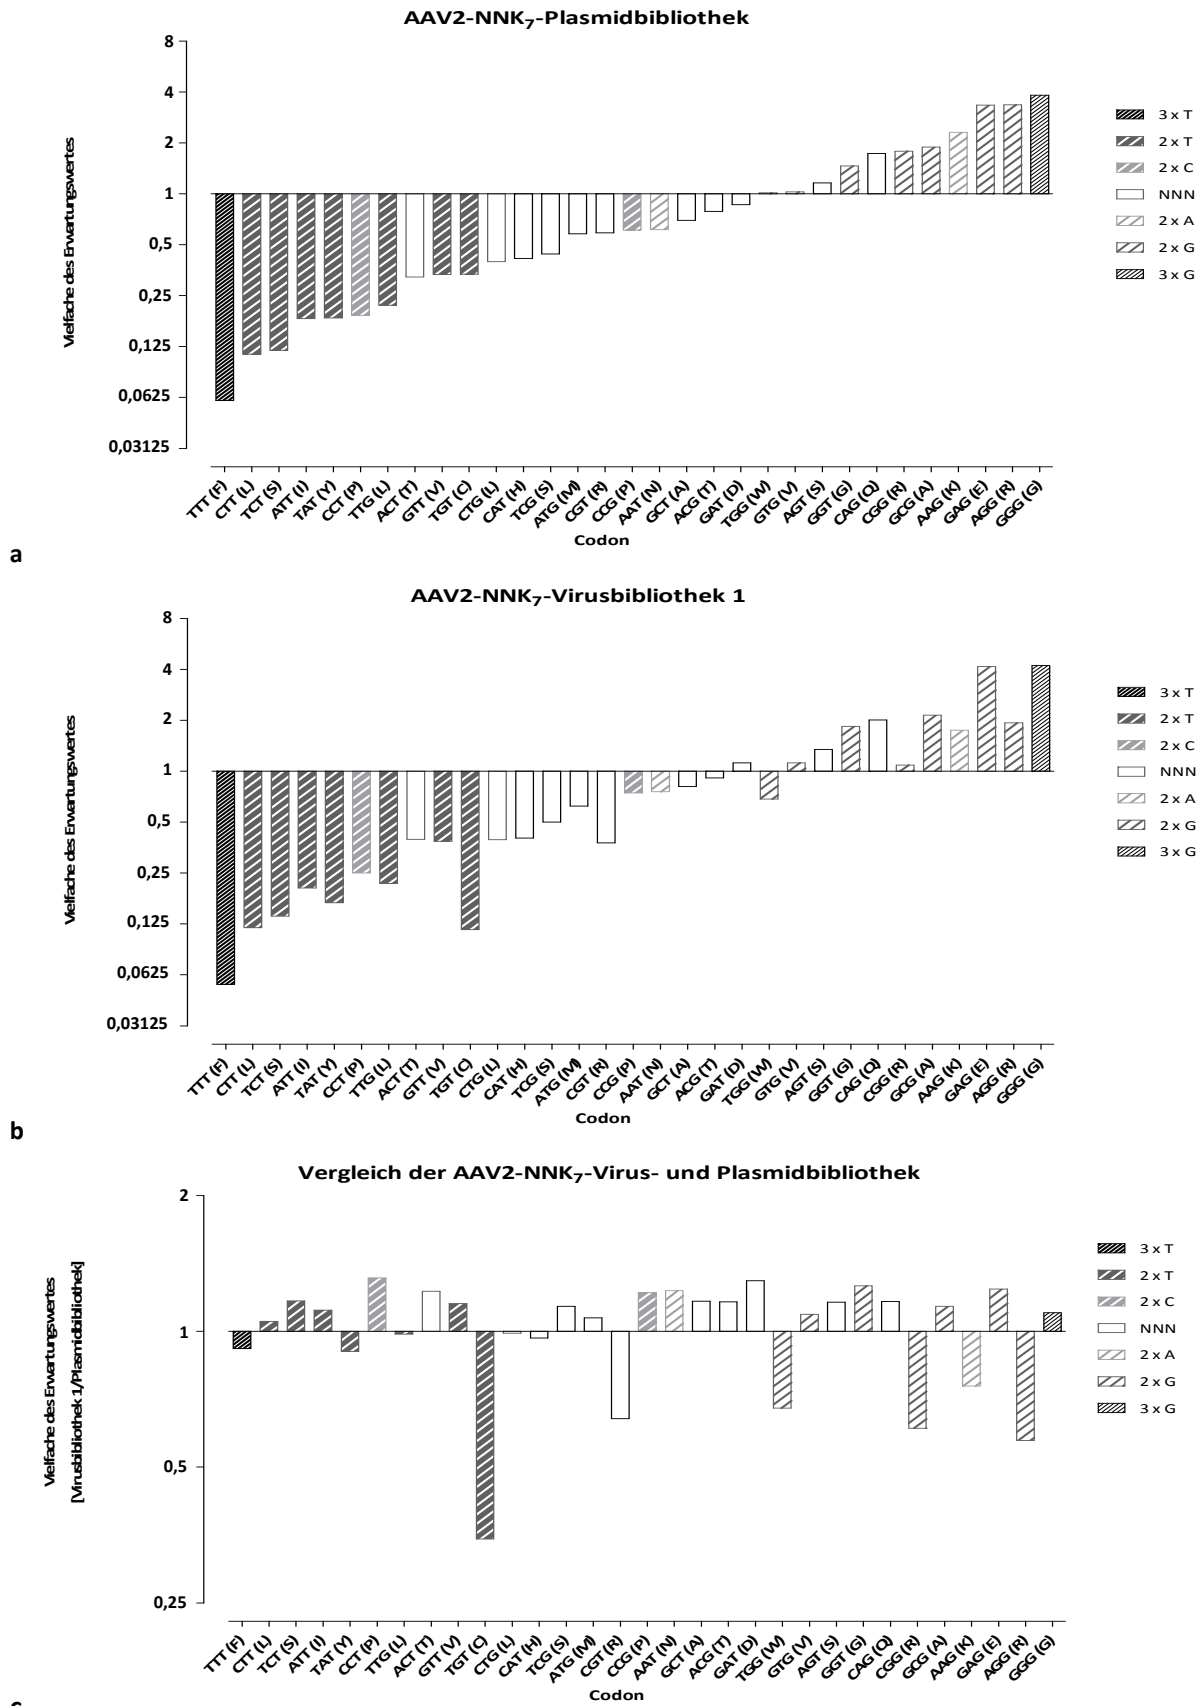 AAV2-NNK7-Plasmidbibliothek
8
4
2
1
0,5
0,25
0,125
0,0625
0,03125
Vielfache des Erwartungswertes
3 x T
2 x T
2 x C
NNN
2 x A
2 x G
3 x G
TTT (F)
CTT (L)
TCT (S)
ATT (I)
TAT (Y)
CCT (P)
TTG (L)
ACT (T)
GTT (V)
TGT (C)
CTG (L)
CAT (H)
TCG (S)
ATG (M)
CGT (R)
CCG (P)
AAT (N)
GCT (A)
ACG (T)
GAT (D)
TGG (W)
GTG (V)
AGT (S)
GGT (G)
CAG (Q)
CGG (R)
GCG (A)
AAG (K)
GAG (E)
AGG (R)
GGG (G)
Codon
a
AAV2-NNK7-Virusbibliothek 1
8
4
2
1
0,5
0,25
0,125
0,0625
0,03125
Vielfache des Erwartungswertes
3 x T
2 x T
2 x C
NNN
2 x A
2 x G
3 x G
TTT (F)
CTT (L)
TCT (S)
ATT (I)
TAT (Y)
CCT (P)
TTG (L)
ACT (T)
GTT (V)
TGT (C)
CTG (L)
CAT (H)
TCG (S)
ATG (M)
CGT (R)
CCG (P)
AAT (N)
GCT (A)
ACG (T)
GAT (D)
TGG (W)
GTG (V)
AGT (S)
GGT (G)
CAG (Q)
CGG (R)
GCG (A)
AAG (K)
GAG (E)
AGG (R)
GGG (G)
Codon
b
Vergleich der AAV2-NNK7-Virus- und Plasmidbibliothek
2
1
0,5
0,25
Vielfache des Erwartungswertes
[Virusbibliothek 1/Plasmidbibliothek]
3 x T
2 x T
2 x C
NNN
2 x A
2 x G
3 x G
TTT (F)
CTT (L)
TCT (S)
ATT (I)
TAT (Y)
CCT (P)
TTG (L)
ACT (T)
GTT (V)
TGT (C)
CTG (L)
CAT (H)
TCG (S)
ATG (M)
CGT (R)
CCG (P)
AAT (N)
GCT (A)
ACG (T)
GAT (D)
TGG (W)
GTG (V)
AGT (S)
GGT (G)
CAG (Q)
CGG (R)
GCG (A)
AAG (K)
GAG (E)
AGG (R)
GGG (G)
Codon